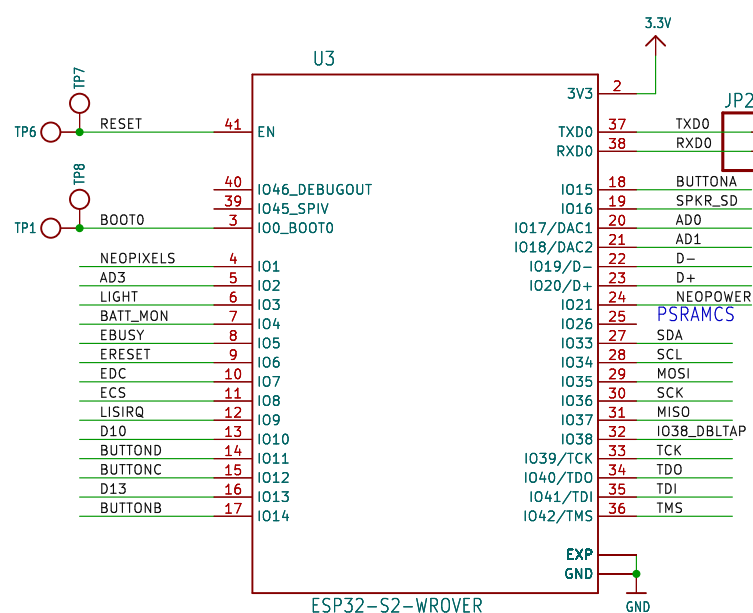 3.3V
U3
TP7
2
3V3
JP2
TP6
RESET
41
EN
TXD0
37
TXD0
RXD0
38
RXD0
TP8
40
IO46_DEBUGOUT
IO15
18
BUTTONA
39
IO45_SPIV
IO16
19
SPKR_SD
TP1
BOOT0
3
IO0_BOOT0
IO17/DAC1
20
AD0
IO18/DAC2
21
AD1
NEOPIXELS
4
IO1
IO19/D-
22
D-
AD3
5
IO2
IO20/D+
23
D+
LIGHT
6
IO3
IO21
24
NEOPOWER
BATT_MON
7
IO4
IO26
25
PSRAMCS
EBUSY
8
IO5
IO33
27
SDA
ERESET
9
IO6
IO34
28
SCL
EDC
10
IO7
IO35
29
MOSI
ECS
11
IO8
IO36
30
SCK
LISIRQ
12
IO9
IO37
31
MISO
D10
13
IO10
IO38
32
IO38_DBLTAP
BUTTOND
14
IO11
IO39/TCK
33
TCK
BUTTONC
15
IO12
IO40/TDO
34
TDO
D13
16
IO13
IO41/TDI
35
TDI
BUTTONB
17
IO14
IO42/TMS
36
TMS
EXP
GND
GND
ESP32-S2-WROVER